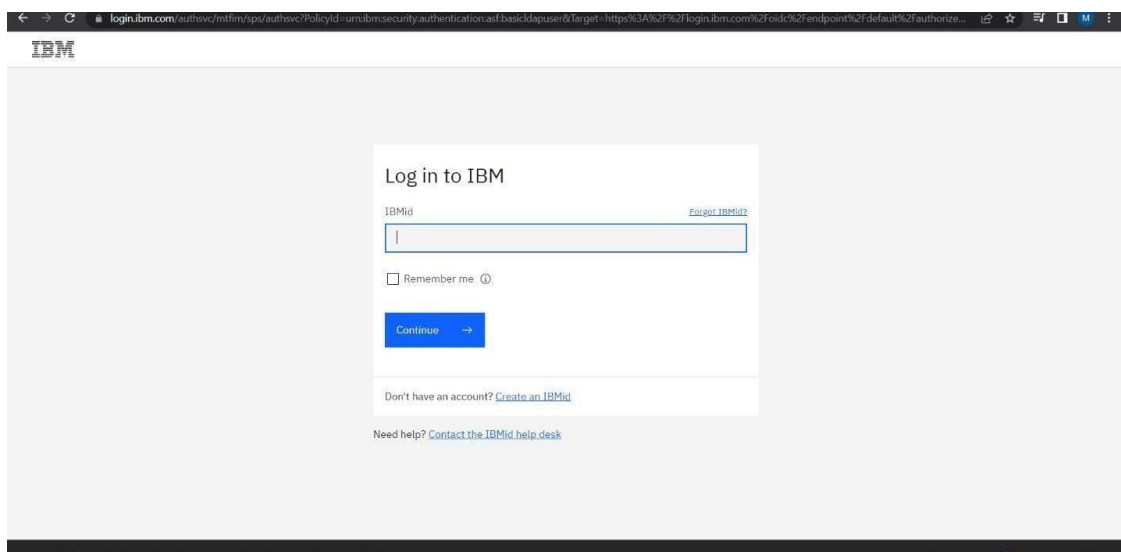 login.ibm.com/authsvc/mtfim/sps/authsvc?PolicyId=urn:ibm:security:authentication:asf:basicldapuser&Target=https%3A%2F%2Flogin.ibm.com%2Foidc%2Fendpoint%2Fdefault%2Fauthorize...
M
IBM
Log in to IBM
IBMid Forgot IBMid?
Remember me
Continue →
Don't have an account? Create an IBMid
Need help? Contact the IBMid help desk